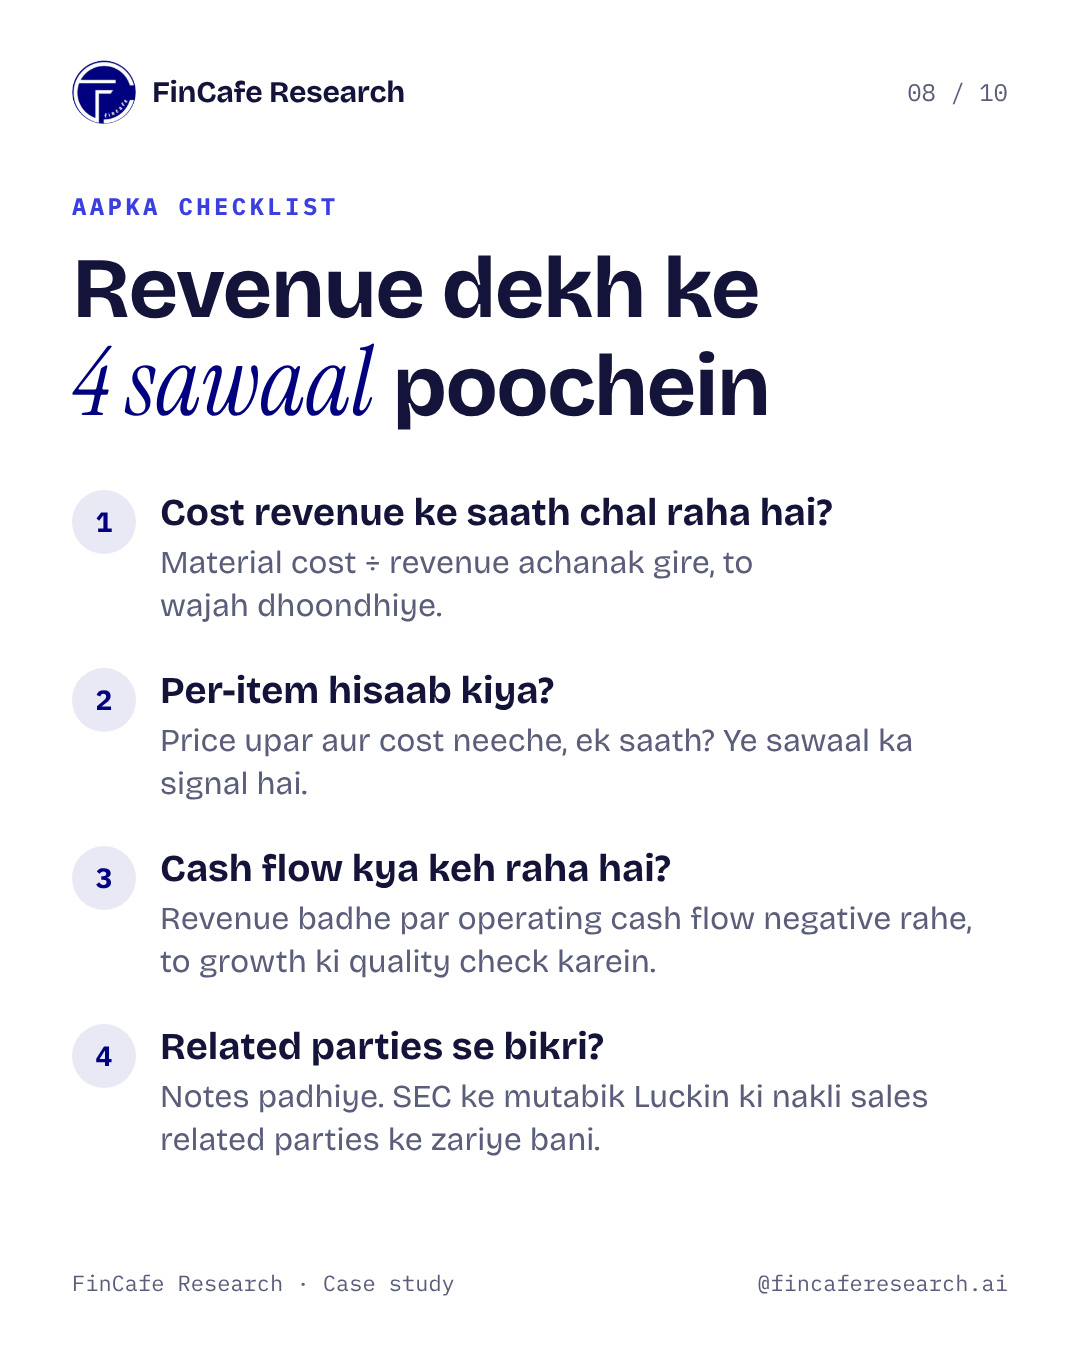 FinCafe Research
08 / 10
AAPKA CHECKLIST
Revenue dekh ke
4 sawaal poochein
1
Cost revenue ke saath chal raha hai?
Material cost ÷ revenue achanak gire, to
wajah dhoondhiye.
2
Per-item hisaab kiya?
Price upar aur cost neeche, ek saath? Ye sawaal ka
signal hai.
3
Cash flow kya keh raha hai?
Revenue badhe par operating cash flow negative rahe,
to growth ki quality check karein.
4
Related parties se bikri?
Notes padhiye. SEC ke mutabik Luckin ki nakli sales
related parties ke zariye bani.
FinCafe Research · Case study
@fincaferesearch.ai